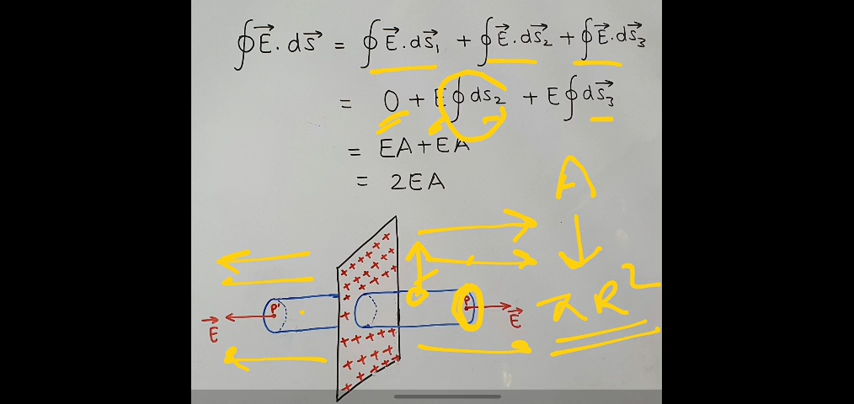 ∮E⃗.ds⃗ = ∮E⃗.ds⃗₁ + ∮E⃗.ds⃗₂ + ∮E⃗.ds⃗₃
= 0 + E∮ds₂ + E∮ds⃗₃
= EA + EA
= 2EA
A
πR²
E⃗ P' P E⃗